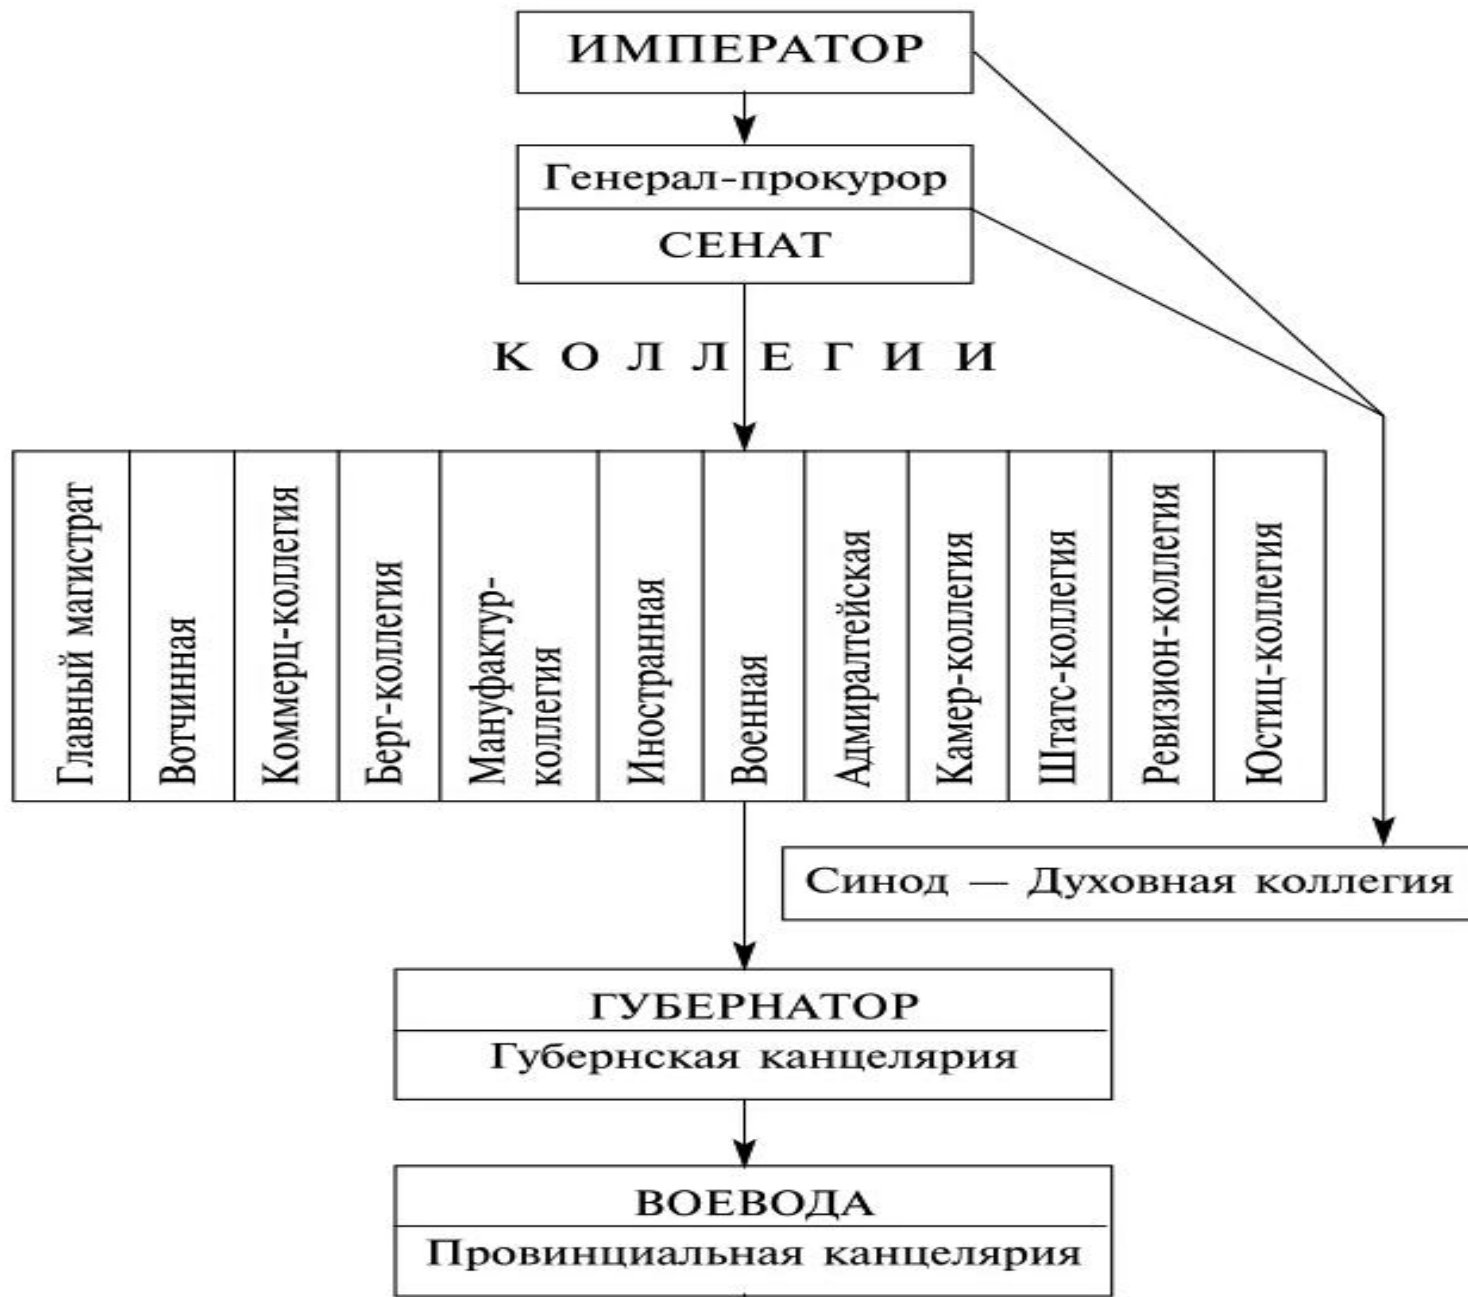 ИМПЕРАТОР
Генерал-прокурор
СЕНАТ
КОЛЛЕГИИ
Главный магистрат
Вотчинная
Коммерц-коллегия
Берг-коллегия
Мануфактур-
коллегия
Иностранная
Военная
Адмиралтейская
Камер-коллегия
Штатс-коллегия
Ревизион-коллегия
Юстиц-коллегия
Синод — Духовная коллегия
ГУБЕРНАТОР
Губернская канцелярия
ВОЕВОДА
Провинциальная канцелярия